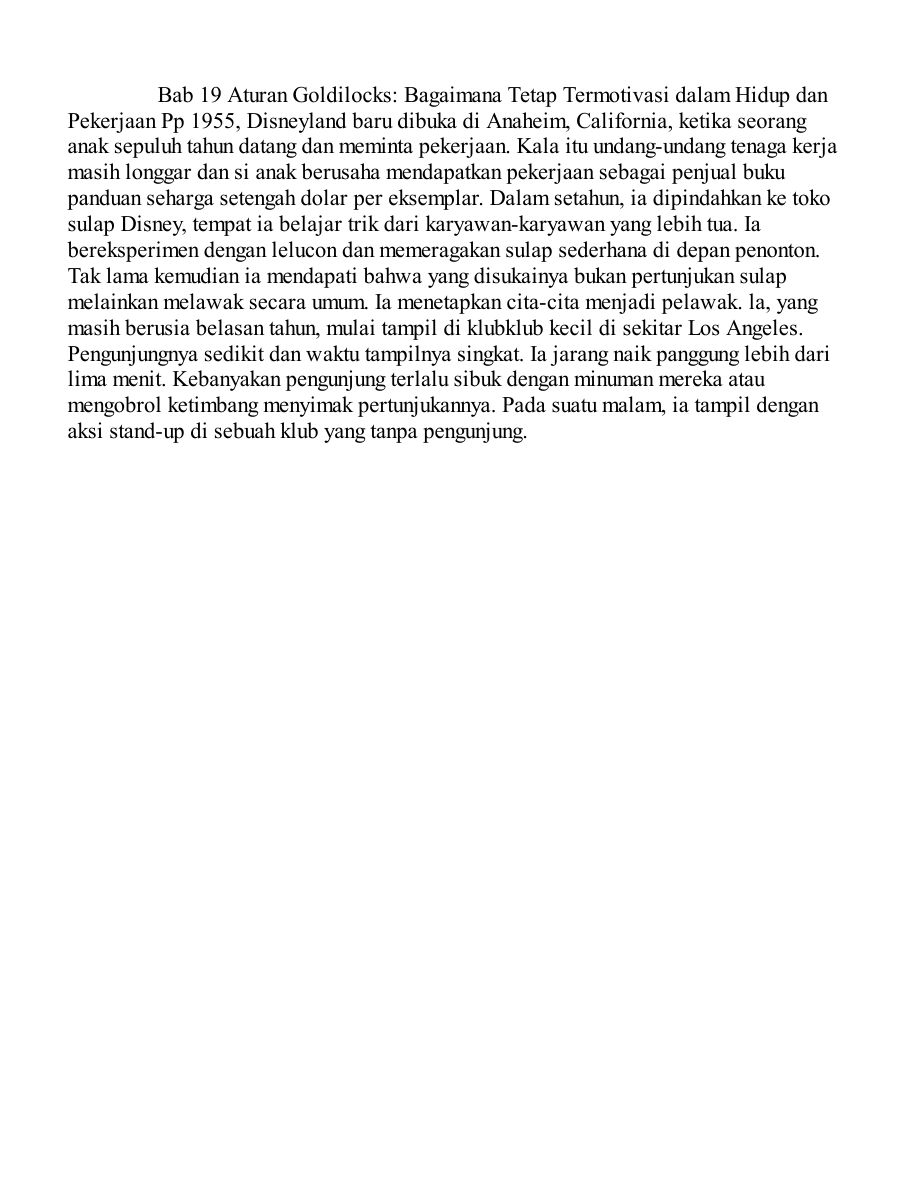 Bab 19 Aturan Goldilocks: Bagaimana Tetap Termotivasi dalam Hidup dan
Pekerjaan Pp 1955, Disneyland baru dibuka di Anaheim, California, ketika seorang
anak sepuluh tahun datang dan meminta pekerjaan. Kala itu undang-undang tenaga kerja
masih longgar dan si anak berusaha mendapatkan pekerjaan sebagai penjual buku
panduan seharga setengah dolar per eksemplar. Dalam setahun, ia dipindahkan ke toko
sulap Disney, tempat ia belajar trik dari karyawan-karyawan yang lebih tua. Ia
bereksperimen dengan lelucon dan memeragakan sulap sederhana di depan penonton.
Tak lama kemudian ia mendapati bahwa yang disukainya bukan pertunjukan sulap
melainkan melawak secara umum. Ia menetapkan cita-cita menjadi pelawak. la, yang
masih berusia belasan tahun, mulai tampil di klubklub kecil di sekitar Los Angeles.
Pengunjungnya sedikit dan waktu tampilnya singkat. Ia jarang naik panggung lebih dari
lima menit. Kebanyakan pengunjung terlalu sibuk dengan minuman mereka atau
mengobrol ketimbang menyimak pertunjukannya. Pada suatu malam, ia tampil dengan
aksi stand-up di sebuah klub yang tanpa pengunjung.